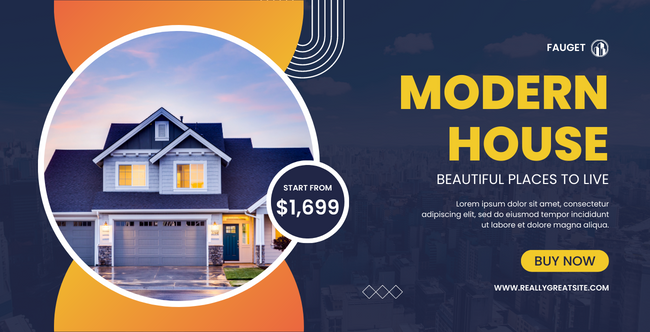 FAUGET
MODERN
HOUSE
BEAUTIFUL PLACES TO LIVE
Lorem ipsum dolor sit amet, consectetur
adipiscing elit, sed do eiusmod tempor incididunt
ut labore et dolore magna aliqua.
START FROM
$1,699
BUY NOW
WWW.REALLYGREATSITE.COM